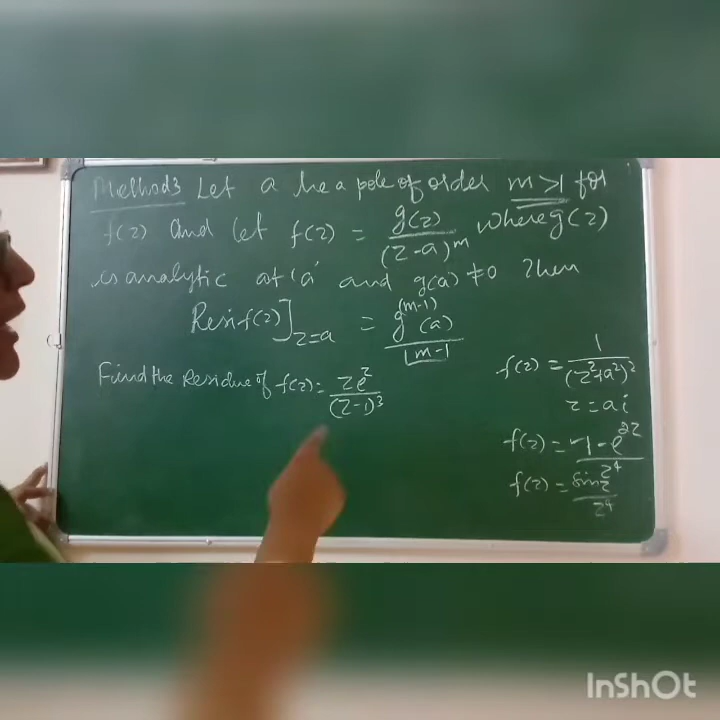 Method3 Let a be a pole of order m>1 for
f(z) And let f(z) = g(z)/(z-a)^m where g(z)
is analytic at 'a' and g(a) ≠0 Then
Res f(z)]z=a = g^(m-1)(a)/|m-1
Find the Residue of f(z)= ze^z/(z-1)^3
f(z) = 1/(z^2+a^2)^2
z = ai
f(z) = 1-e^2z/z^4
f(z) = sin z/z^4
InShOt